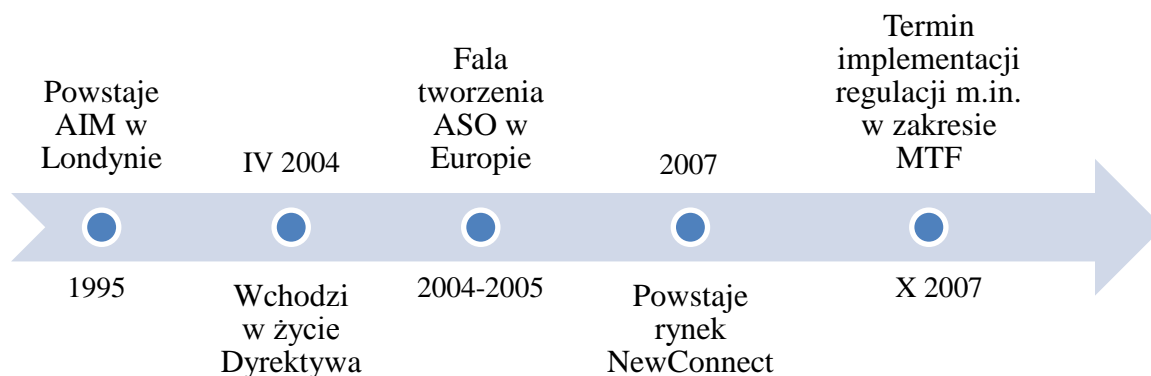 Powstaje
AIM w
Londynie
1995
IV 2004
Wchodzi
w życie
Dyrektywa
Fala
tworzenia
ASO w
Europie
2004-2005
2007
Powstaje
rynek
NewConnect
Termin
implementacji
regulacji m.in.
w zakresie
MTF
X 2007